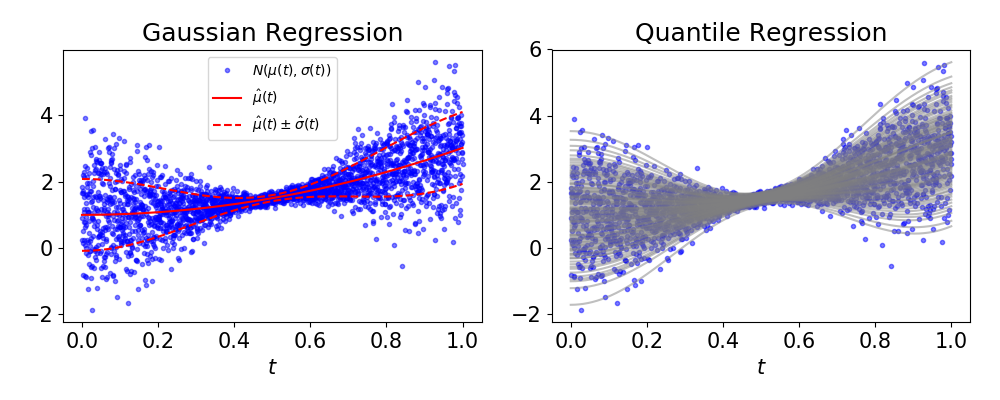 Gaussian Regression
N(μ(t), σ(t))
μ̂(t)
μ̂(t) ± σ̂(t)
4
2
0
−2
0.0 0.2 0.4 0.6 0.8 1.0
t
Quantile Regression
6
4
2
0
−2
0.0 0.2 0.4 0.6 0.8 1.0
t